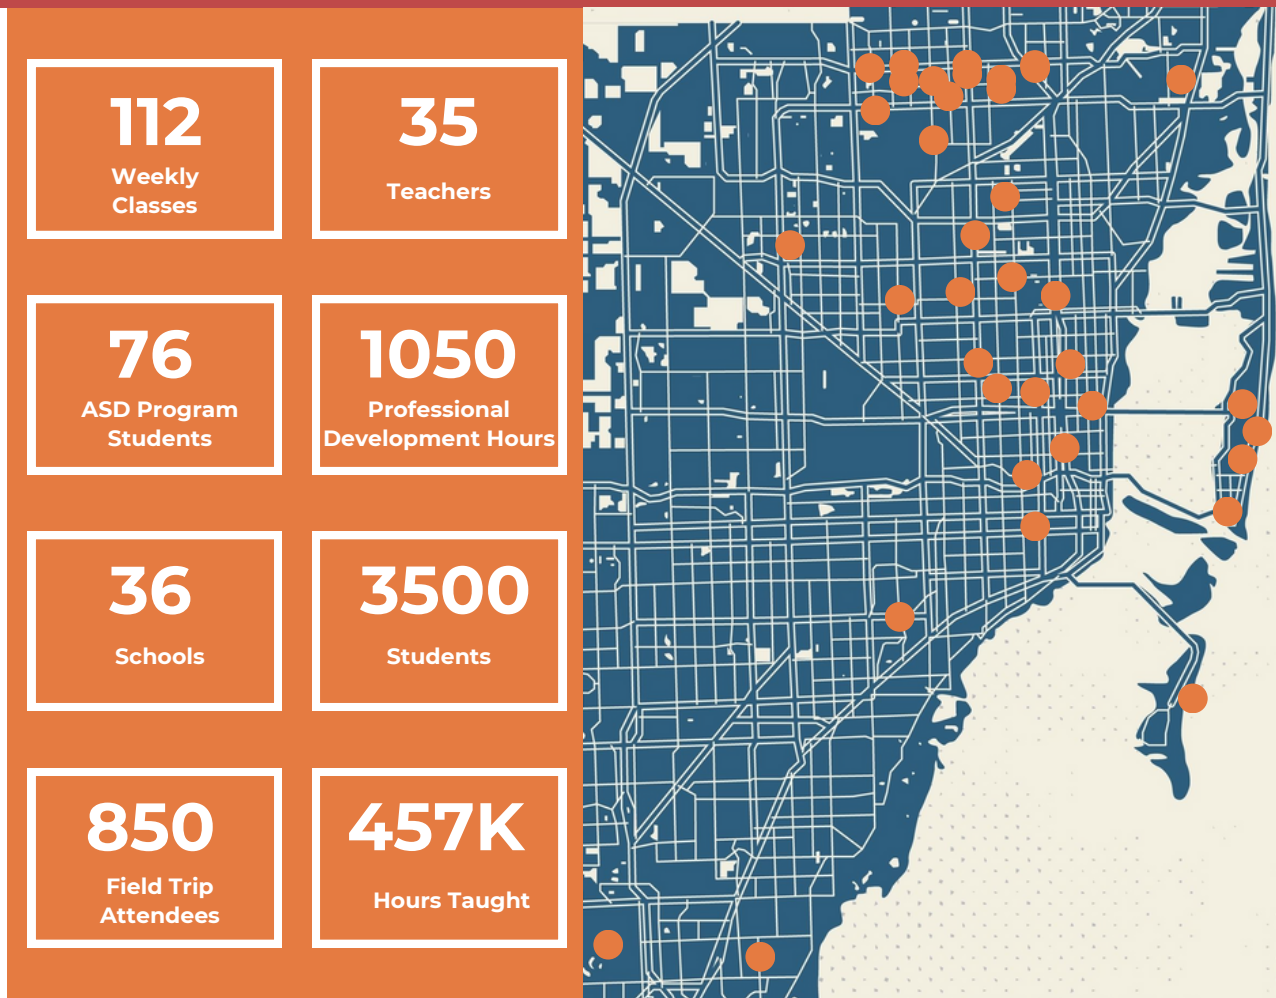 112
Weekly
Classes
35
Teachers
76
ASD Program
Students
1050
Professional
Development Hours
36
Schools
3500
Students
850
Field Trip
Attendees
457K
Hours Taught